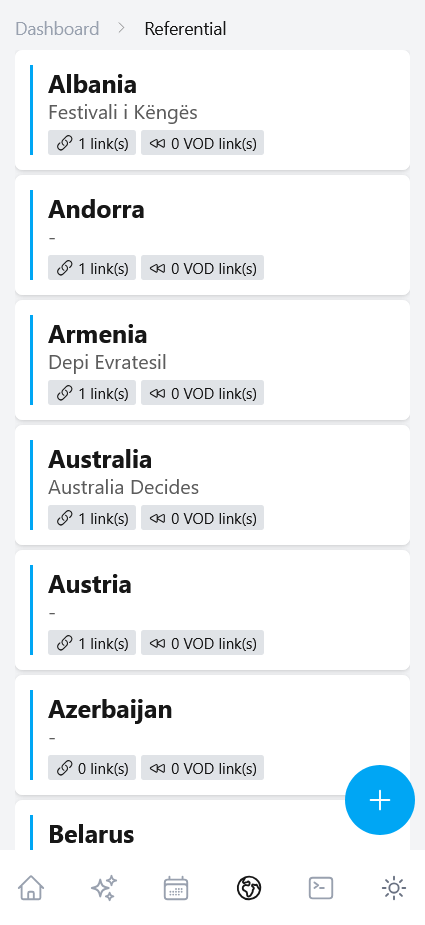 Dashboard > Referential
Albania
Festivali i Këngës
1 link(s) 0 VOD link(s)
Andorra
-
1 link(s) 0 VOD link(s)
Armenia
Depi Evratesil
1 link(s) 0 VOD link(s)
Australia
Australia Decides
1 link(s) 0 VOD link(s)
Austria
-
1 link(s) 0 VOD link(s)
Azerbaijan
-
0 link(s) 0 VOD link(s)
Belarus